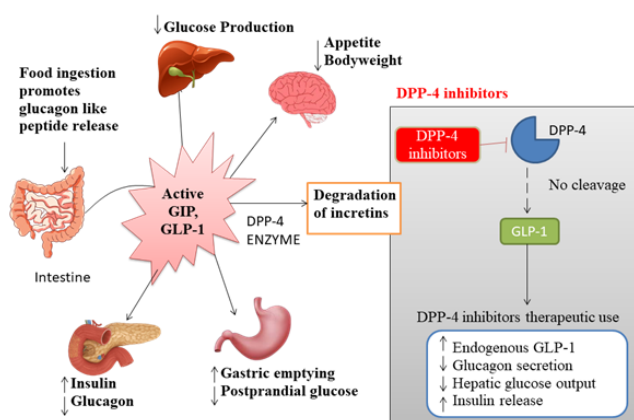 ↓ Glucose Production
↓ Appetite
Bodyweight
Food ingestion
promotes
glucagon like
peptide release
Active
GIP,
GLP-1
DPP-4
ENZYME
Degradation
of incretins
Intestine
↑ Insulin
↓ Glucagon
↑ Gastric emptying
↓ Postprandial glucose
DPP-4 inhibitors
DPP-4
inhibitors
DPP-4
No cleavage
GLP-1
DPP-4 inhibitors therapeutic use
↑ Endogenous GLP-1
↓ Glucagon secretion
↓ Hepatic glucose output
↑ Insulin release